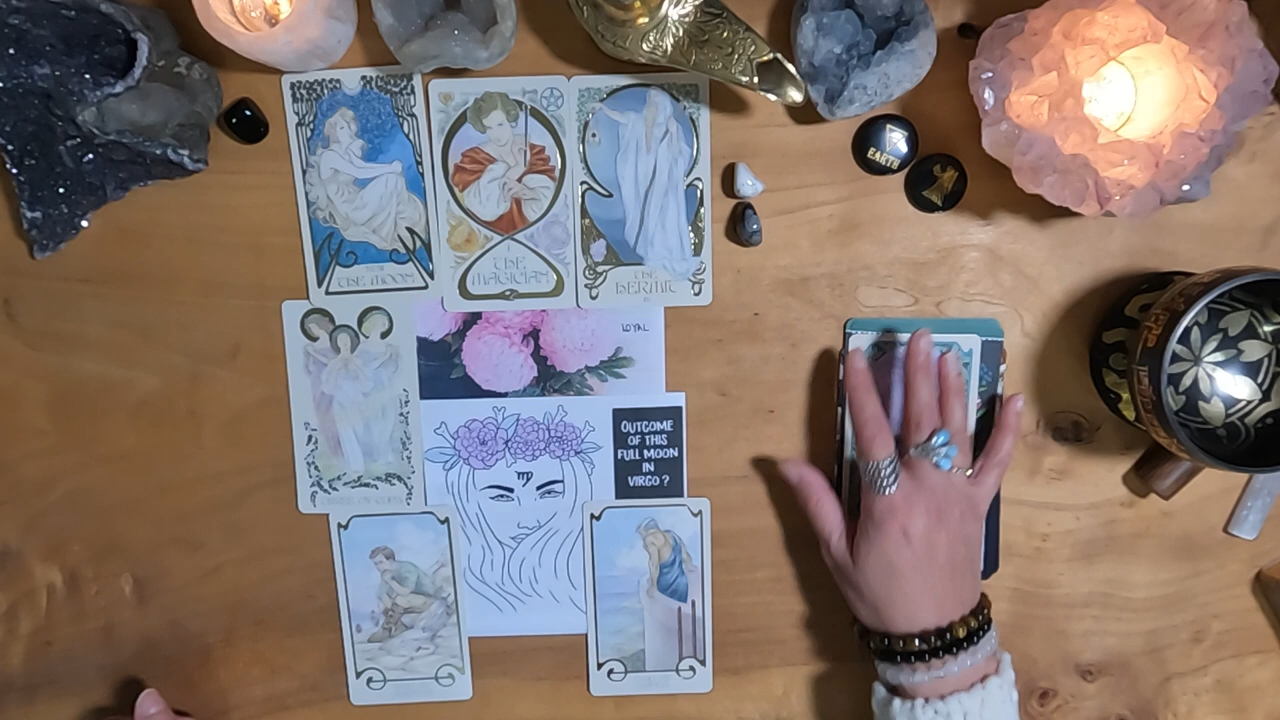 THE MOON
THE
MAGICIAN
THE
HERMIT
EARTH
LOYAL
OUTCOME
OF THIS
FULL MOON
IN
VIRGO ?